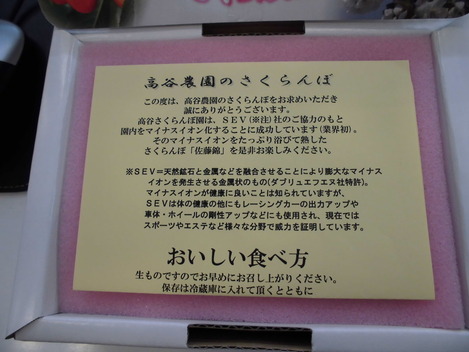 高谷農園のさくらんぼ
この度は、高谷農園のさくらんぼをお求めいただき
誠にありがとうございます。
高谷さくらんぼ園は、SEV(※注)社のご協力のもと
園内をマイナスイオン化することに成功しています(業界初)。
そのマイナスイオンをたっぷり浴びて熟した
さくらんぼ「佐藤錦」を是非お楽しみください。
※SEV=天然鉱石と金属などを融合させることにより膨大なマイナス
イオンを発生させる金属状のもの(ダブリュエフエヌ社特許)。
マイナスイオンが健康に良いことは知られていますが、
SEVは体の健康の他にもレーシングカーの出力アップや
車体・ホイールの剛性アップなどにも使用され、現在では
スポーツやエステなど様々な分野で威力を証明しています。
おいしい食べ方
生ものですのでお早めにお召し上がりください。
保存は冷蔵庫に入れて頂くとともに